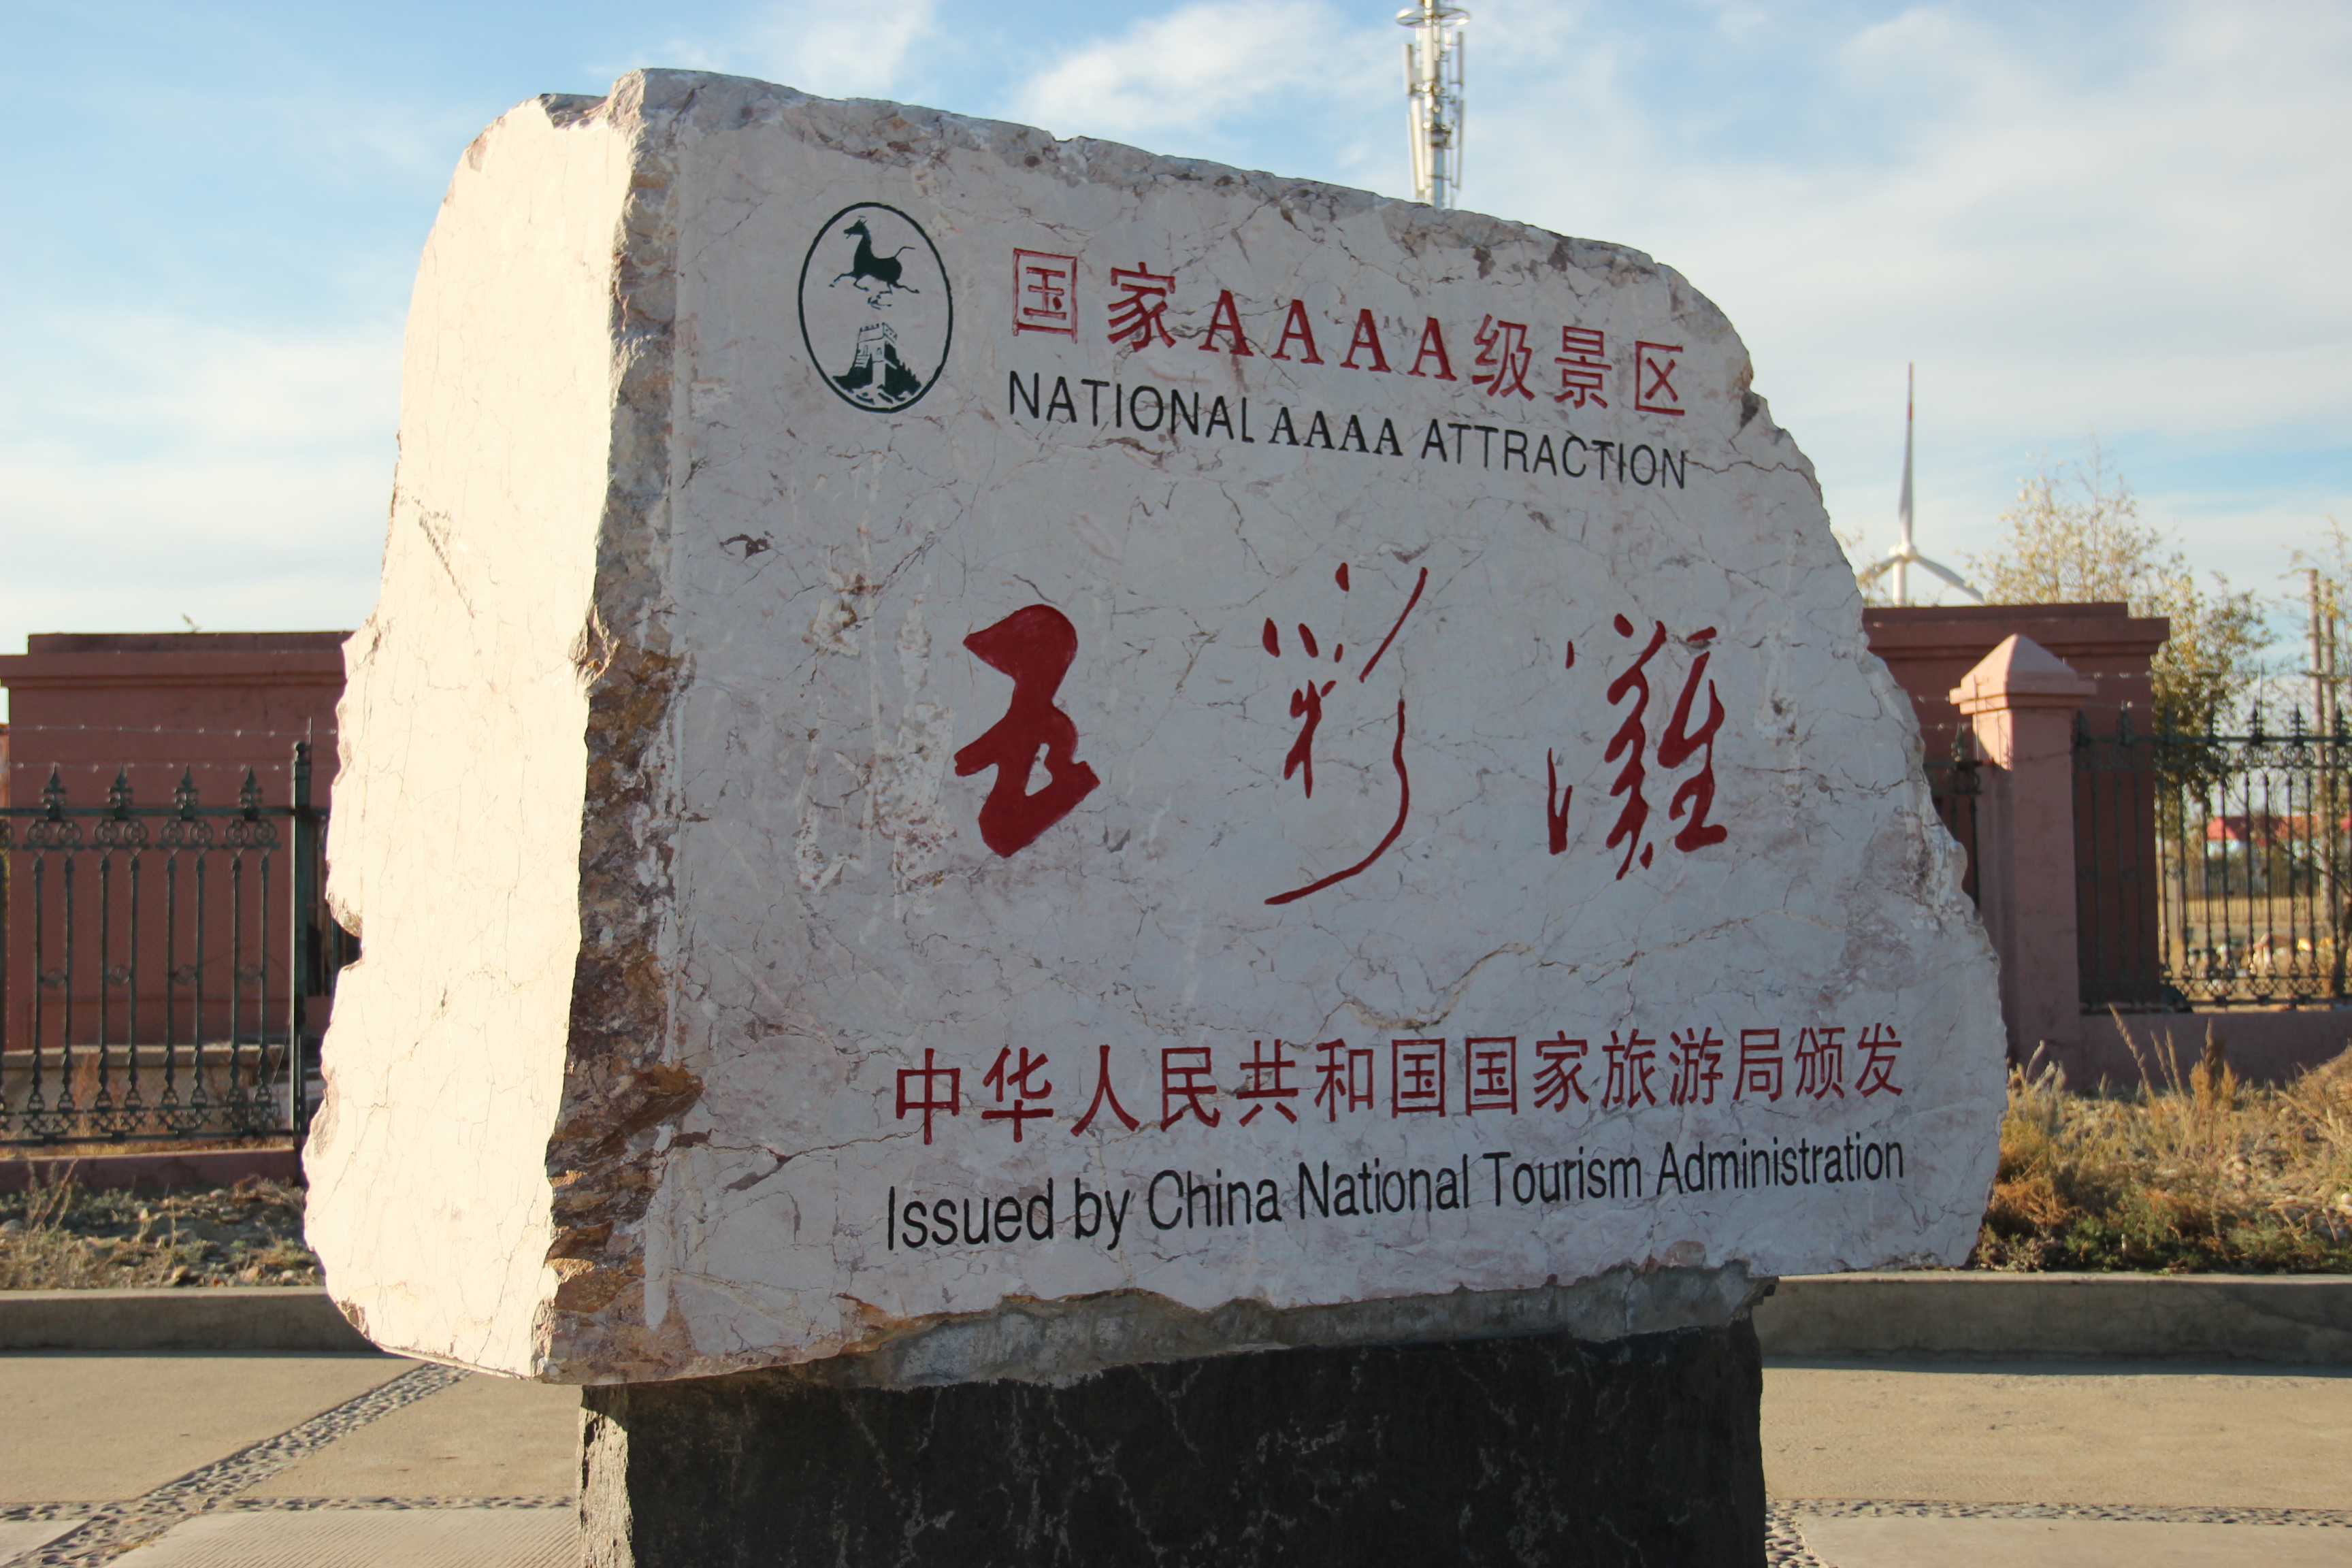 国家AAAA级景区
NATIONAL AAAA ATTRACTION
五彩滩
中华人民共和国国家旅游局颁发
Issued by China National Tourism Administration